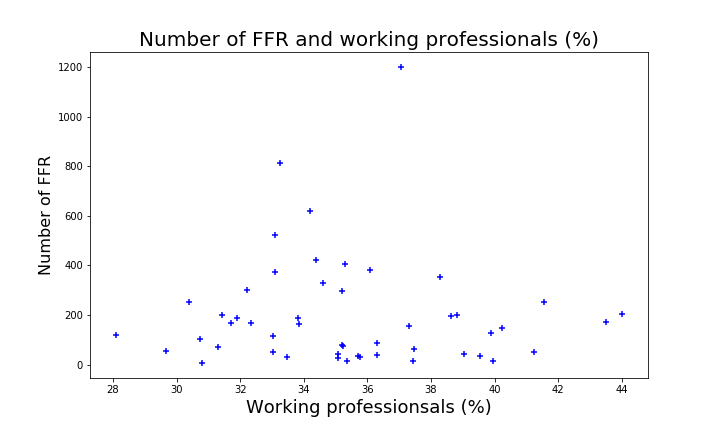 Number of FFR and working professionals (%)
Number of FFR
1200
1000
800
600
400
200
0
28 30 32 34 36 38 40 42 44
Working professionsals (%)